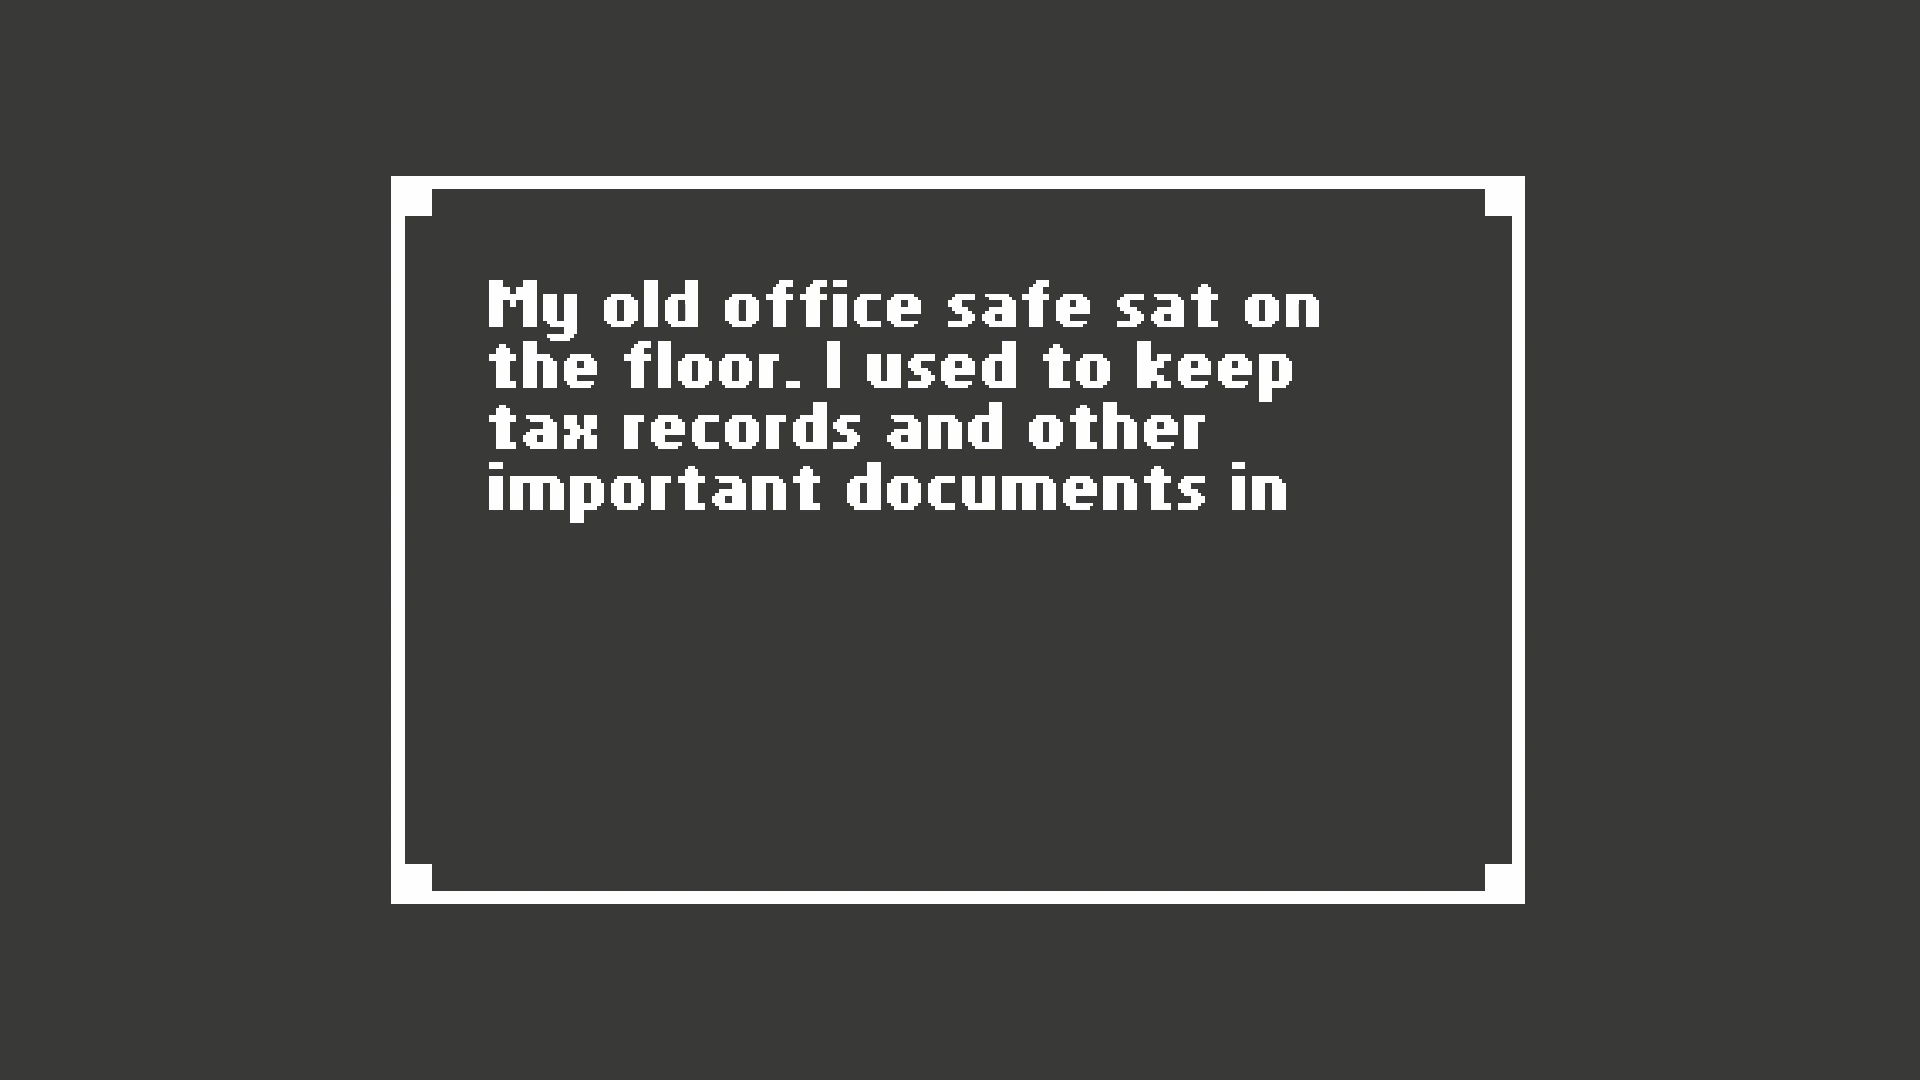 My old office safe sat on
the floor. I used to keep
tax records and other
important documents in